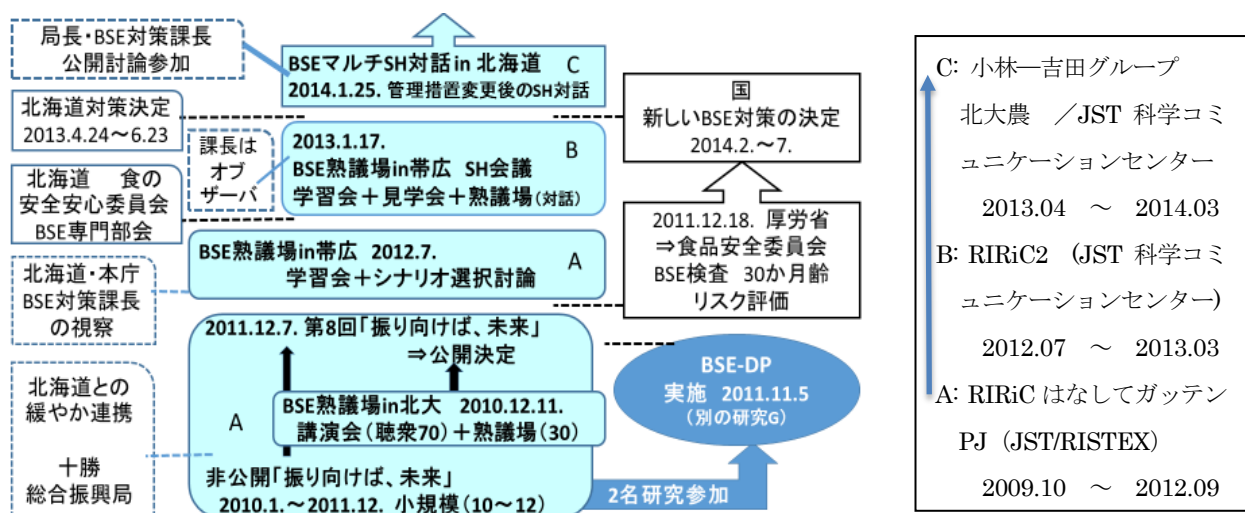 局長・BSE対策課長
公開討論参加
北海道対策決定
2013.4.24～6.23
課長は
オブ
ザーバ
北海道　食の
安全安心委員会
BSE専門部会
北海道・本庁
BSE対策課長
の視察
北海道との
緩やか連携
十勝
総合振興局
BSEマルチSH対話in 北海道　C
2014.1.25. 管理措置変更後のSH対話
2013.1.17.
BSE熟議場in帯広 SH会議　B
学習会＋見学会＋熟議場(対話)
BSE熟議場in帯広 2012.7.　A
学習会＋シナリオ選択討論
2011.12.7. 第8回「振り向けば、未来」
⇒公開決定
A
BSE熟議場in北大　2010.12.11.
講演会(聴衆70)＋熟議場(30)
非公開「振り向けば、未来」
2010.1.～2011.12. 小規模(10～12)
国
新しいBSE対策の決定
2014.2.～7.
2011.12.18. 厚労省
⇒食品安全委員会
BSE検査　30か月齢
リスク評価
BSE-DP
実施 2011.11.5
(別の研究G)
2名研究参加
C: 小林―吉田グループ
北大農　／JST 科学コミ
ュニケーションセンター
2013.04　～　2014.03
B: RIRiC2　(JST 科学コミ
ュニケーションセンター)
2012.07　～　2013.03
A: RIRiC はなしてガッテン
PJ（JST/RISTEX）
2009.10　～　2012.09